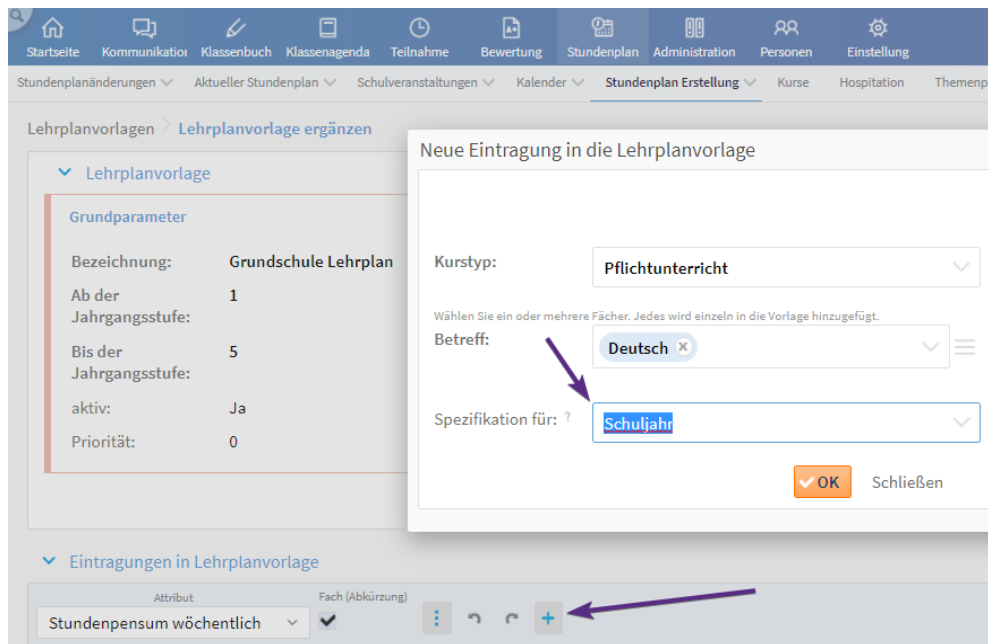 Startseite Kommunikatio Klassenbuch Klassenagenda Teilnahme Bewertung Stundenplan Administration Personen Einstellung
Stundenplanänderungen Aktueller Stundenplan Schulveranstaltungen Kalender Stundenplan Erstellung Kurse Hospitation Themenp
Lehrplanvorlagen Lehrplanvorlage ergänzen
Lehrplanvorlage
Grundparameter
Bezeichnung: Grundschule Lehrplan
Ab der Jahrgangsstufe: 1
Bis der Jahrgangsstufe: 5
aktiv: Ja
Priorität: 0
Neue Eintragung in die Lehrplanvorlage
Kurstyp: Pflichtunterricht
Wählen Sie ein oder mehrere Fächer. Jedes wird einzeln in die Vorlage hinzugefügt.
Betreff: Deutsch
Spezifikation für: ? Schuljahr
OK Schließen
Eintragungen in Lehrplanvorlage
Attribut Fach (Abkürzung)
Stundenpensum wöchentlich